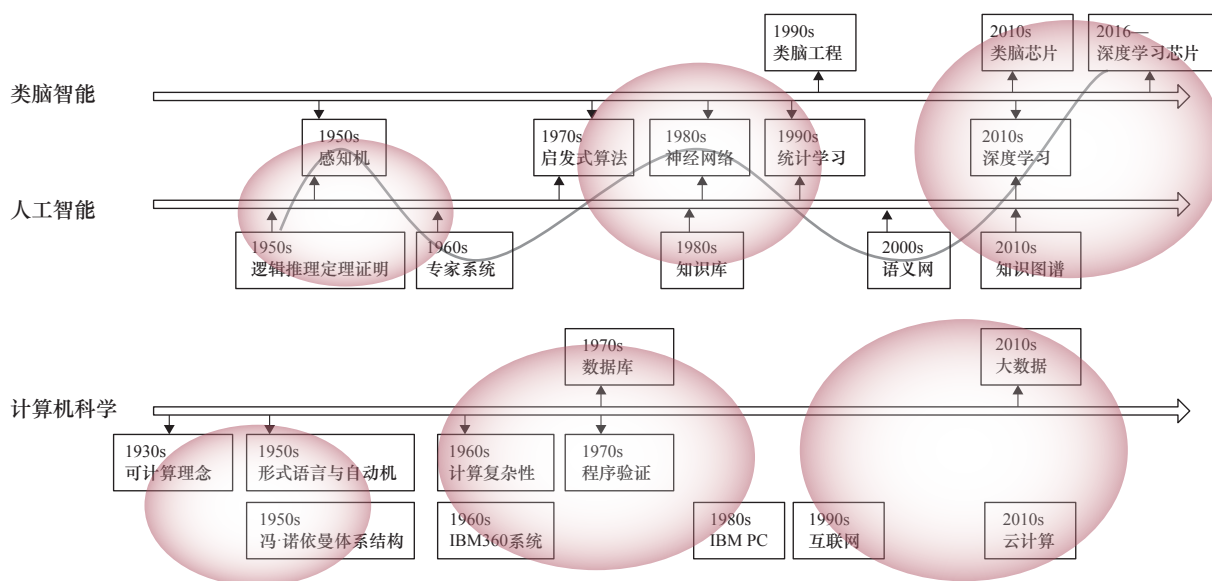 1990s
类脑工程
2010s
类脑芯片
2016—
深度学习芯片
类脑智能
1950s
感知机
1970s
启发式算法
1980s
神经网络
1990s
统计学习
2010s
深度学习
人工智能
1950s
逻辑推理定理证明
1960s
专家系统
1980s
知识库
2000s
语义网
2010s
知识图谱
1970s
数据库
2010s
大数据
计算机科学
1930s
可计算理念
1950s
形式语言与自动机
1960s
计算复杂性
1970s
程序验证
1950s
冯·诺依曼体系结构
1960s
IBM360系统
1980s
IBM PC
1990s
互联网
2010s
云计算